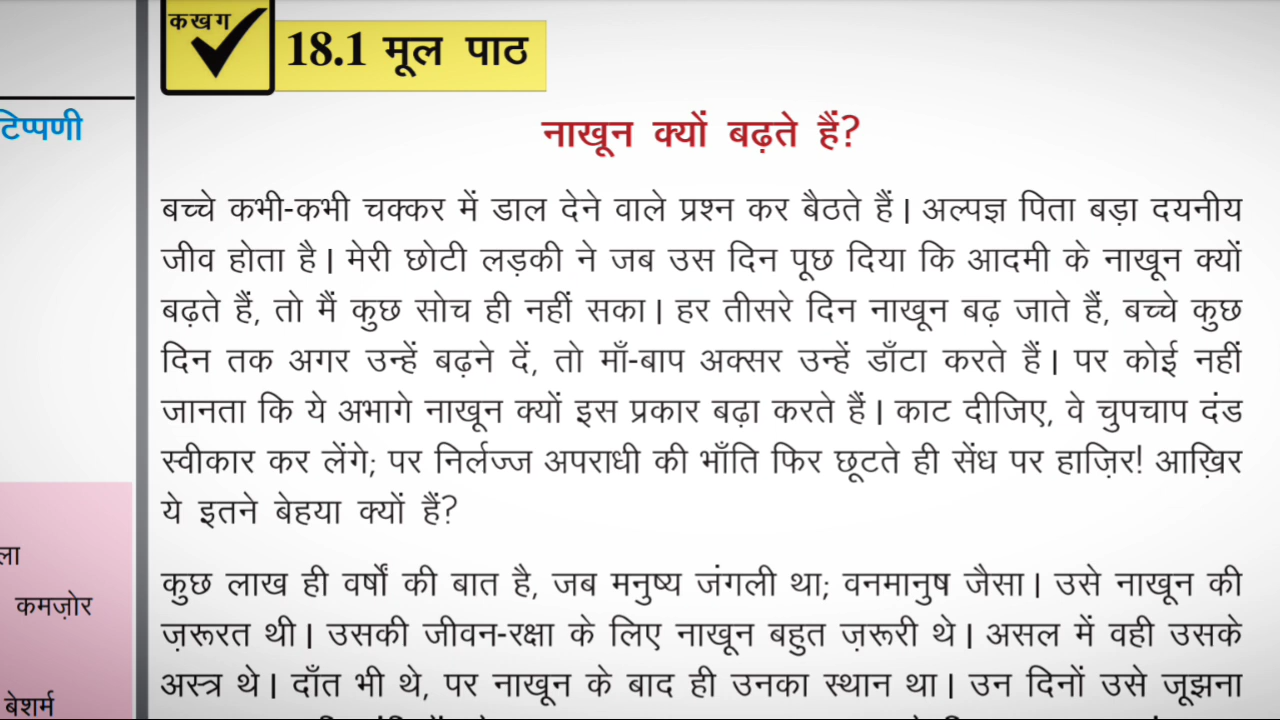 क ख ग
18.1 मूल पाठ
टिप्पणी
नाखून क्यों बढ़ते हैं?
बच्चे कभी-कभी चक्कर में डाल देने वाले प्रश्न कर बैठते हैं। अल्पज्ञ पिता बड़ा दयनीय
जीव होता है। मेरी छोटी लड़की ने जब उस दिन पूछ दिया कि आदमी के नाखून क्यों
बढ़ते हैं, तो मैं कुछ सोच ही नहीं सका। हर तीसरे दिन नाखून बढ़ जाते हैं, बच्चे कुछ
दिन तक अगर उन्हें बढ़ने दें, तो माँ-बाप अक्सर उन्हें डाँटा करते हैं। पर कोई नहीं
जानता कि ये अभागे नाखून क्यों इस प्रकार बढ़ा करते हैं। काट दीजिए, वे चुपचाप दंड
स्वीकार कर लेंगे; पर निर्लज्ज अपराधी की भाँति फिर छूटते ही सेंध पर हाज़िर! आख़िर
ये इतने बेहया क्यों हैं?
कुछ लाख ही वर्षों की बात है, जब मनुष्य जंगली था; वनमानुष जैसा। उसे नाखून की
ज़रूरत थी। उसकी जीवन-रक्षा के लिए नाखून बहुत ज़रूरी थे। असल में वही उसके
अस्त्र थे। दाँत भी थे, पर नाखून के बाद ही उनका स्थान था। उन दिनों उसे जूझना
कमज़ोर
बेशर्म